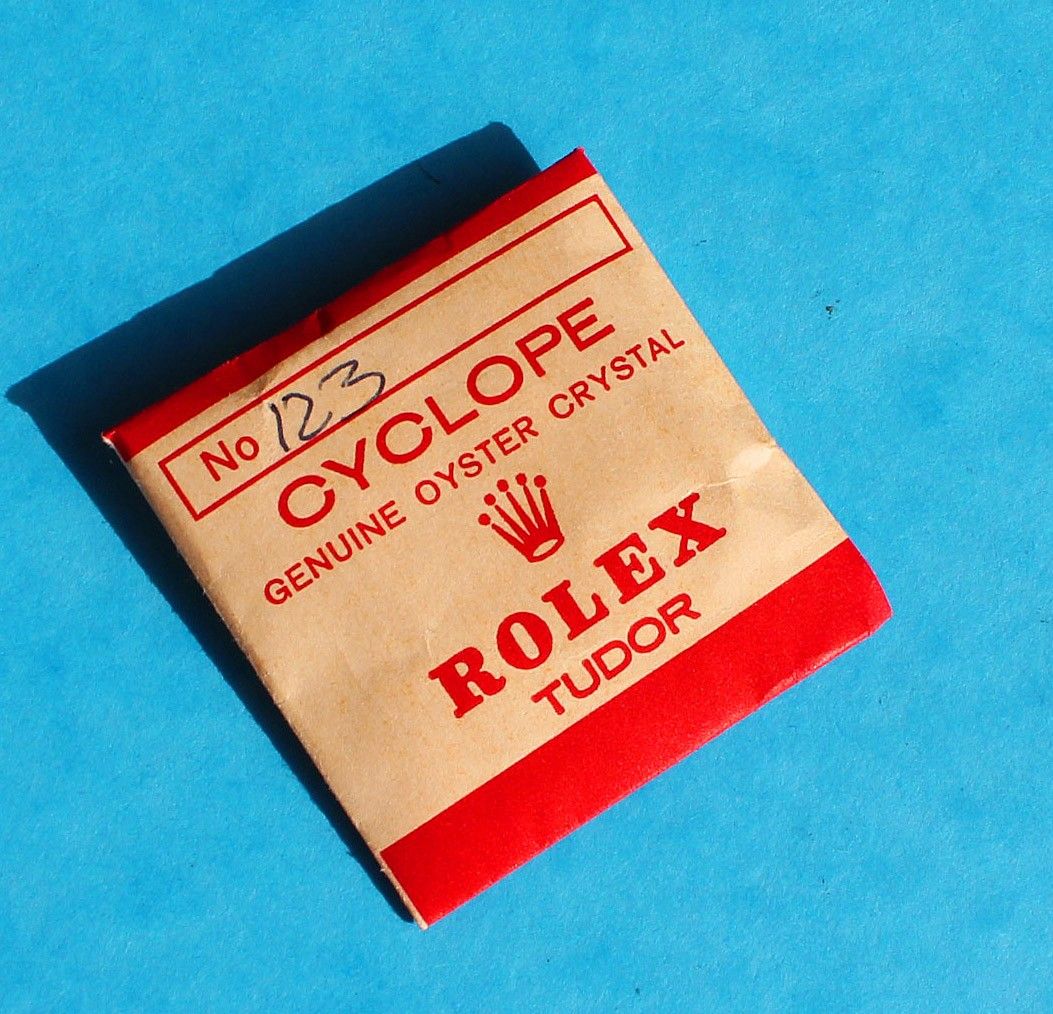 No 123
CYCLOPE
GENUINE OYSTER CRYSTAL
ROLEX
TUDOR